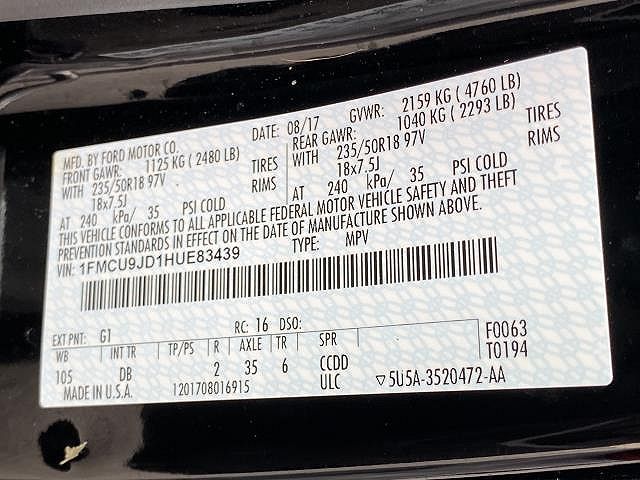 MFD. BY FORD MOTOR CO. DATE: 08/17 GVWR: 2159 KG ( 4760 LB)
FRONT GAWR: 1125 KG ( 2480 LB) REAR GAWR: 1040 KG ( 2293 LB)
WITH 235/50R18 97V TIRES WITH 235/50R18 97V TIRES
18x7.5J RIMS 18x7.5J RIMS
AT 240 kPa/ 35 PSI COLD AT 240 kPa/ 35 PSI COLD
THIS VEHICLE CONFORMS TO ALL APPLICABLE FEDERAL MOTOR VEHICLE SAFETY AND THEFT
PREVENTION STANDARDS IN EFFECT ON THE DATE OF MANUFACTURE SHOWN ABOVE.
VIN: 1FMCU9JD1HUE83439 TYPE: MPV
EXT PNT: G1 RC: 16 DSO: F0063
WB INT TR TP/PS R AXLE TR SPR T0194
105 DB 2 35 6 CCDD
MADE IN U.S.A. 1201708016915 ULC ▽5U5A-3520472-AA